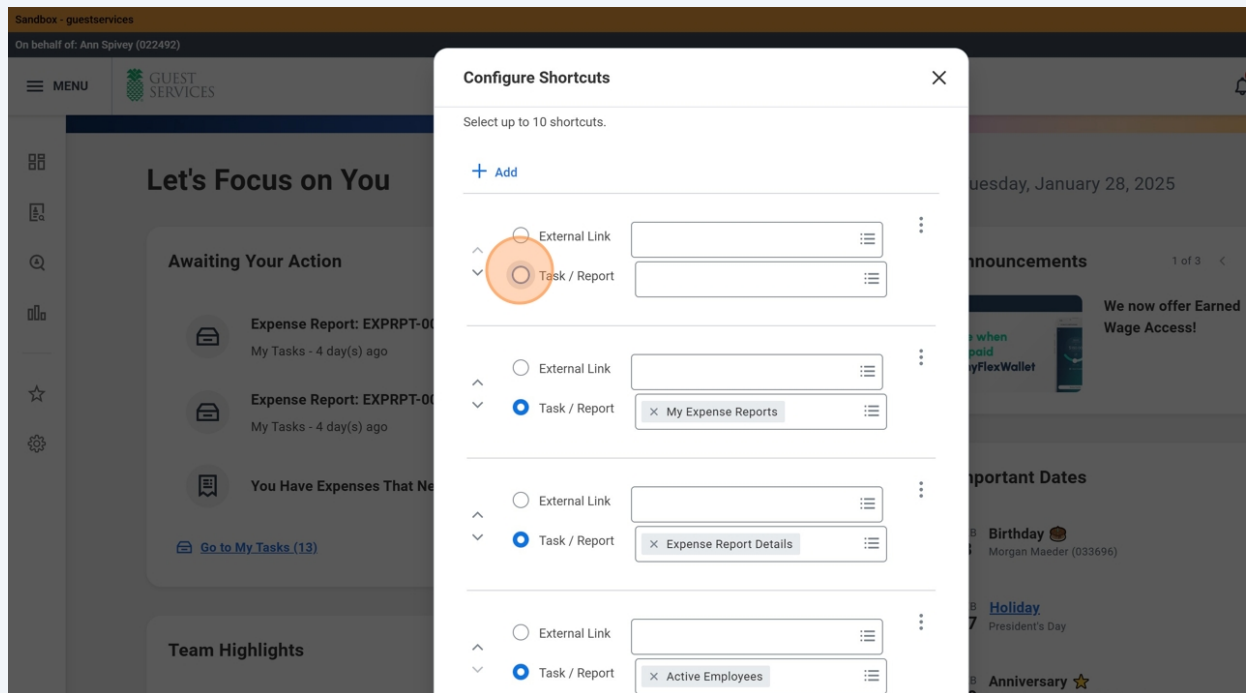 Sandbox - guestservices
On behalf of: Ann Spivey (022492)
MENU
GUEST
SERVICES
Let's Focus on You
Awaiting Your Action
Expense Report: EXPRPT-00
My Tasks - 4 day(s) ago
Expense Report: EXPRPT-00
My Tasks - 4 day(s) ago
You Have Expenses That Ne
Go to My Tasks (13)
Team Highlights
Configure Shortcuts
Select up to 10 shortcuts.
Add
External Link
Task / Report
External Link
Task / Report
My Expense Reports
External Link
Task / Report
Expense Report Details
External Link
Task / Report
Active Employees
uesday, January 28, 2025
nnouncements
1 of 3
when
paid
yFlexWallet
We now offer Earned
Wage Access!
portant Dates
Birthday
Morgan Maeder (033696)
Holiday
7
President's Day
Anniversary